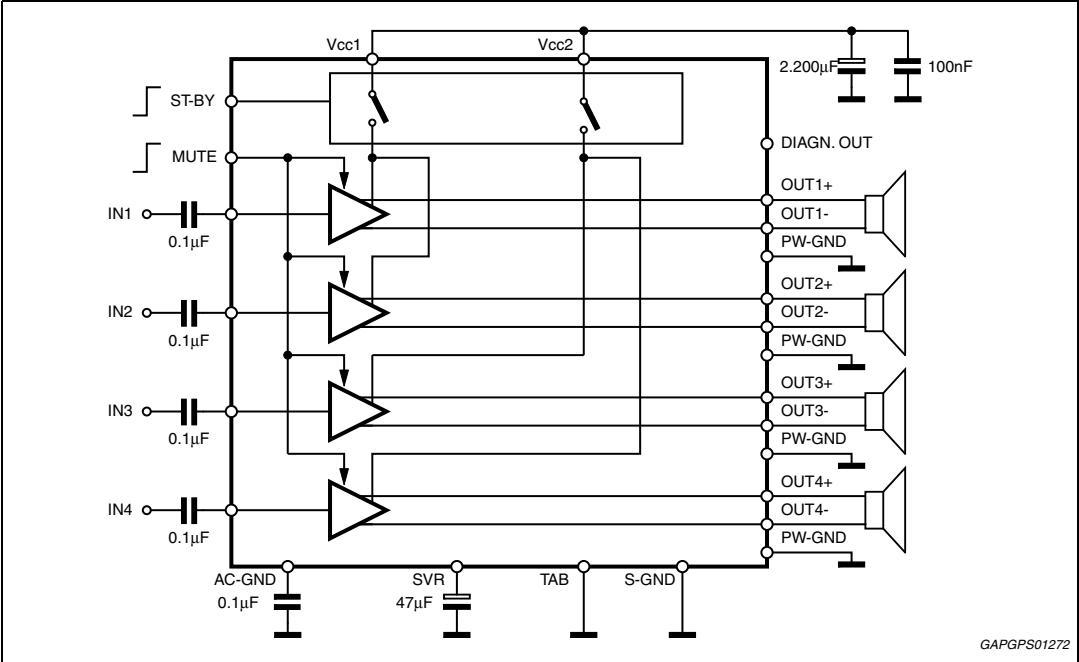 Vcc1
Vcc2
2.200µF
100nF
ST-BY
DIAGN. OUT
MUTE
OUT1+
IN1
OUT1-
0.1µF
PW-GND
OUT2+
IN2
OUT2-
0.1µF
PW-GND
OUT3+
IN3
OUT3-
0.1µF
PW-GND
OUT4+
IN4
OUT4-
0.1µF
PW-GND
AC-GND
SVR
TAB
S-GND
0.1µF
47µF
GAPGPS01272